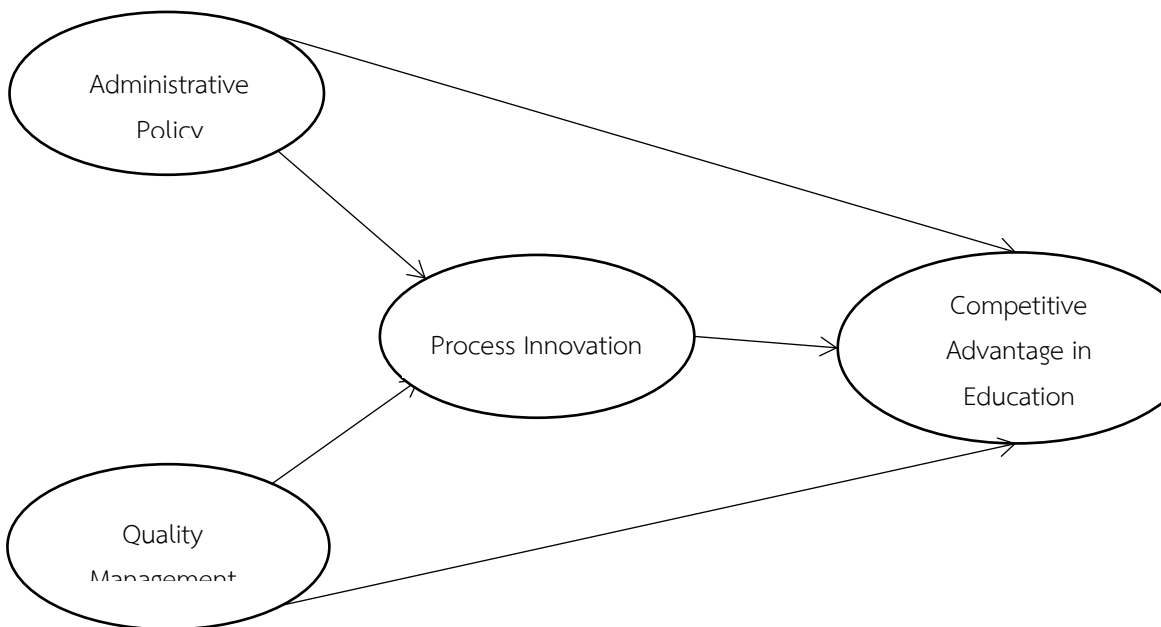 Administrative
Policy
Process Innovation
Competitive
Advantage in
Education
Quality
Management